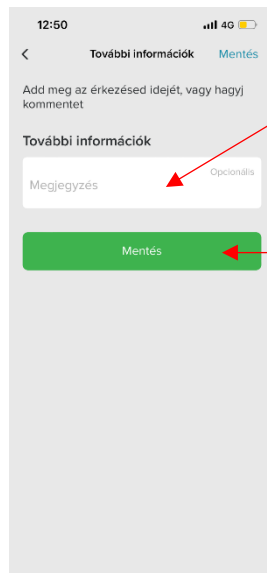 12:50 4G
További információk Mentés
Add meg az érkezésed idejét, vagy hagyj
kommentet
További információk
Opcionális
Megjegyzés
Mentés